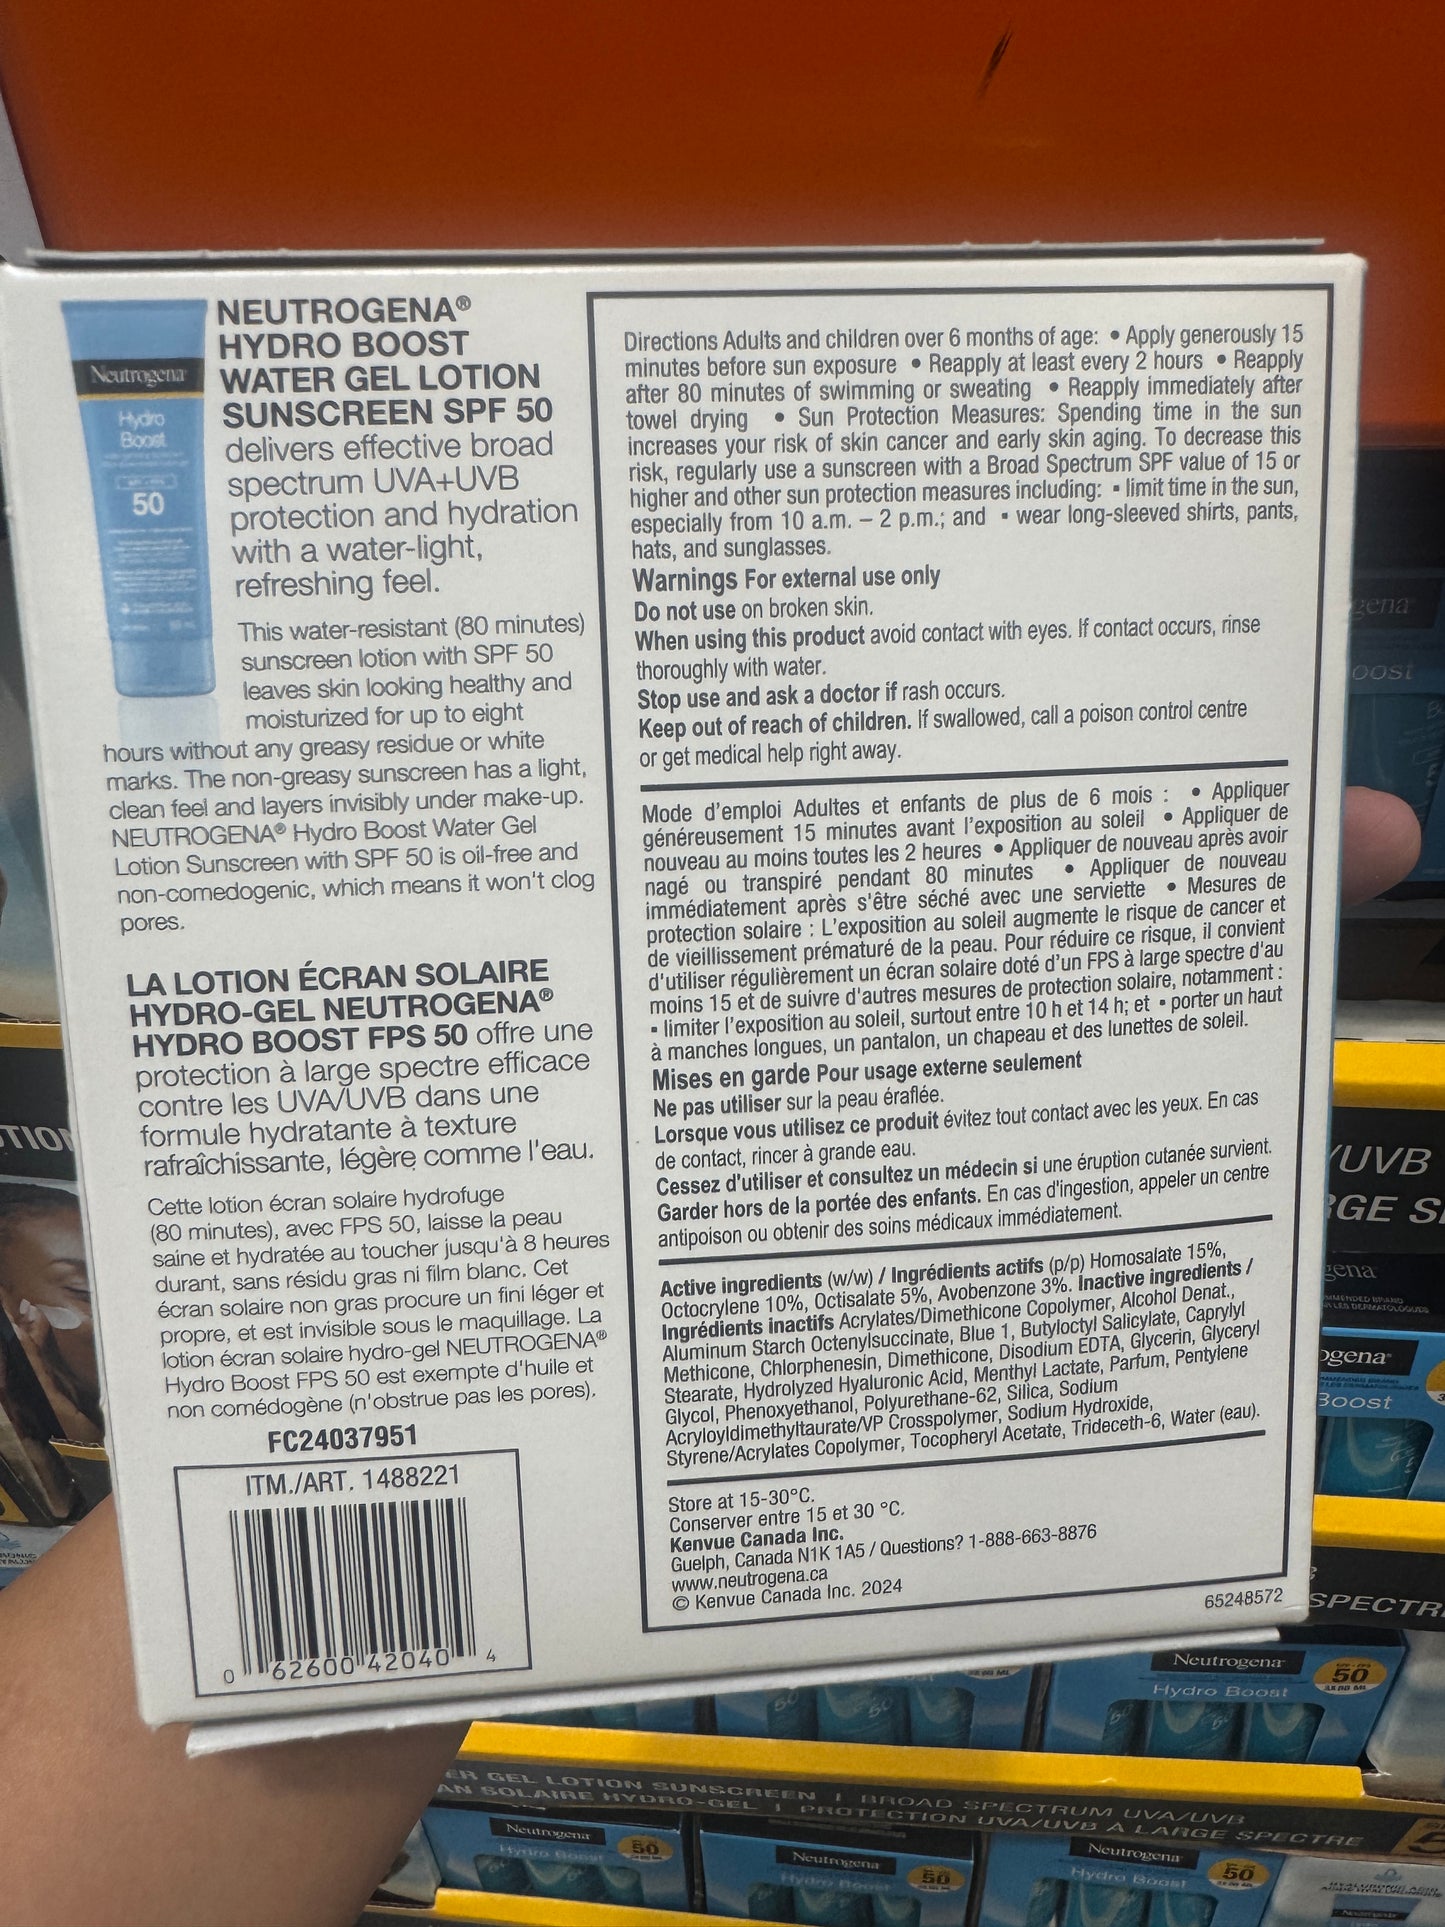 NEUTROGENA®
HYDRO BOOST
WATER GEL LOTION
SUNSCREEN SPF 50
delivers effective broad
spectrum UVA+UVB
protection and hydration
with a water-light,
refreshing feel.
This water-resistant (80 minutes)
sunscreen lotion with SPF 50
leaves skin looking healthy and
moisturized for up to eight
hours without any greasy residue or white
marks. The non-greasy sunscreen has a light,
clean feel and layers invisibly under make-up.
NEUTROGENA® Hydro Boost Water Gel
Lotion Sunscreen with SPF 50 is oil-free and
non-comedogenic, which means it won't clog
pores.
Neutrogena
Hydro
Boost
50
LA LOTION ÉCRAN SOLAIRE
HYDRO-GEL NEUTROGENA®
HYDRO BOOST FPS 50 offre une
protection à large spectre efficace
contre les UVA/UVB dans une
formule hydratante à texture
rafraîchissante, légère comme l'eau.
Cette lotion écran solaire hydrofuge
(80 minutes), avec FPS 50, laisse la peau
saine et hydratée au toucher jusqu'à 8 heures
durant, sans résidu gras ni film blanc. Cet
écran solaire non gras procure un fini léger et
propre, et est invisible sous le maquillage. La
lotion écran solaire hydro-gel NEUTROGENA®
Hydro Boost FPS 50 est exempte d'huile et
non comédogène (n'obstrue pas les pores).
FC24037951
ITM./ART. 1488221
0 62600 42040 4
Directions Adults and children over 6 months of age: • Apply generously 15
minutes before sun exposure • Reapply at least every 2 hours • Reapply
after 80 minutes of swimming or sweating • Reapply immediately after
towel drying • Sun Protection Measures: Spending time in the sun
increases your risk of skin cancer and early skin aging. To decrease this
risk, regularly use a sunscreen with a Broad Spectrum SPF value of 15 or
higher and other sun protection measures including: ▪ limit time in the sun,
especially from 10 a.m. – 2 p.m.; and ▪ wear long-sleeved shirts, pants,
hats, and sunglasses.
Warnings For external use only
Do not use on broken skin.
When using this product avoid contact with eyes. If contact occurs, rinse
thoroughly with water.
Stop use and ask a doctor if rash occurs.
Keep out of reach of children. If swallowed, call a poison control centre
or get medical help right away.
Mode d'emploi Adultes et enfants de plus de 6 mois : • Appliquer
généreusement 15 minutes avant l'exposition au soleil • Appliquer de
nouveau au moins toutes les 2 heures • Appliquer de nouveau après avoir
nagé ou transpiré pendant 80 minutes • Appliquer de nouveau
immédiatement après s'être séché avec une serviette • Mesures de
protection solaire : L'exposition au soleil augmente le risque de cancer et
de vieillissement prématuré de la peau. Pour réduire ce risque, il convient
d'utiliser régulièrement un écran solaire doté d'un FPS à large spectre d'au
moins 15 et de suivre d'autres mesures de protection solaire, notamment :
▪ limiter l'exposition au soleil, surtout entre 10 h et 14 h; et ▪ porter un haut
à manches longues, un pantalon, un chapeau et des lunettes de soleil.
Mises en garde Pour usage externe seulement
Ne pas utiliser sur la peau éraflée.
Lorsque vous utilisez ce produit évitez tout contact avec les yeux. En cas
de contact, rincer à grande eau.
Cessez d'utiliser et consultez un médecin si une éruption cutanée survient.
Garder hors de la portée des enfants. En cas d'ingestion, appeler un centre
antipoison ou obtenir des soins médicaux immédiatement.
Active ingredients (w/w) / Ingrédients actifs (p/p) Homosalate 15%,
Octocrylene 10%, Octisalate 5%, Avobenzone 3%. Inactive ingredients /
Ingrédients inactifs Acrylates/Dimethicone Copolymer, Alcohol Denat.,
Aluminum Starch Octenylsuccinate, Blue 1, Butyloctyl Salicylate, Caprylyl
Methicone, Chlorphenesin, Dimethicone, Disodium EDTA, Glycerin, Glyceryl
Stearate, Hydrolyzed Hyaluronic Acid, Menthyl Lactate, Parfum, Pentylene
Glycol, Phenoxyethanol, Polyurethane-62, Silica, Sodium
Acryloyldimethyltaurate/VP Crosspolymer, Sodium Hydroxide,
Styrene/Acrylates Copolymer, Tocopheryl Acetate, Trideceth-6, Water (eau).
Store at 15-30°C.
Conserver entre 15 et 30 °C.
Kenvue Canada Inc.
Guelph, Canada N1K 1A5 / Questions? 1-888-663-8876
www.neutrogena.ca
© Kenvue Canada Inc. 2024
65248572
/UVB
Neutrogena
Hydro Boost
50
ER GEL LOTION SUNSCREEN | BROAD SPECTRUM UVA/UVB
AN SOLAIRE HYDRO-GEL | PROTECTION UVA/UVB À LARGE SPECTRE
Neutrogena
Hydro Boost
50
Neutrogena
Hydro Boost
50
Neutrogena
Hydro Boost
50